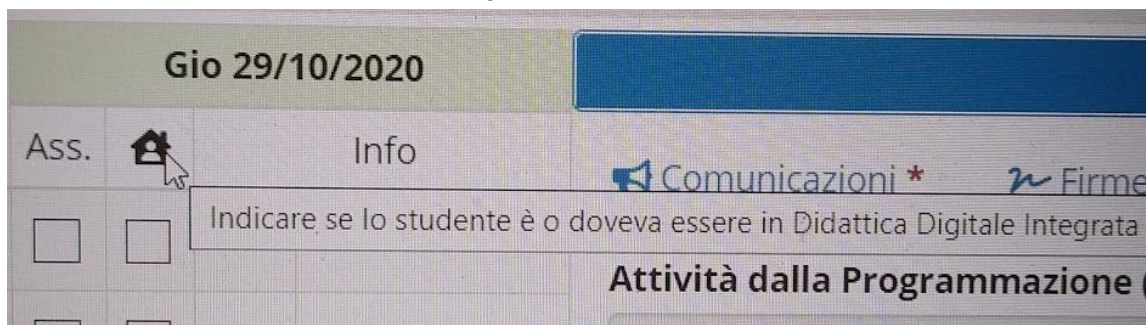 Gio 29/10/2020
Ass.
Info
Comunicazioni *
Firme
Indicare se lo studente è o doveva essere in Didattica Digitale Integrata
Attività dalla Programmazione (